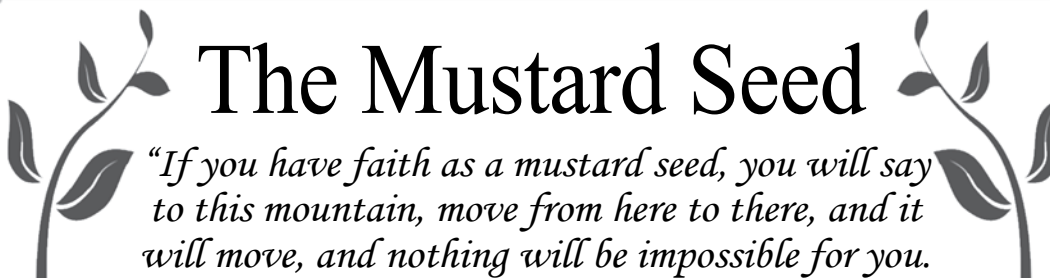 The Mustard Seed
“If you have faith as a mustard seed, you will say
to this mountain, move from here to there, and it
will move, and nothing will be impossible for you.